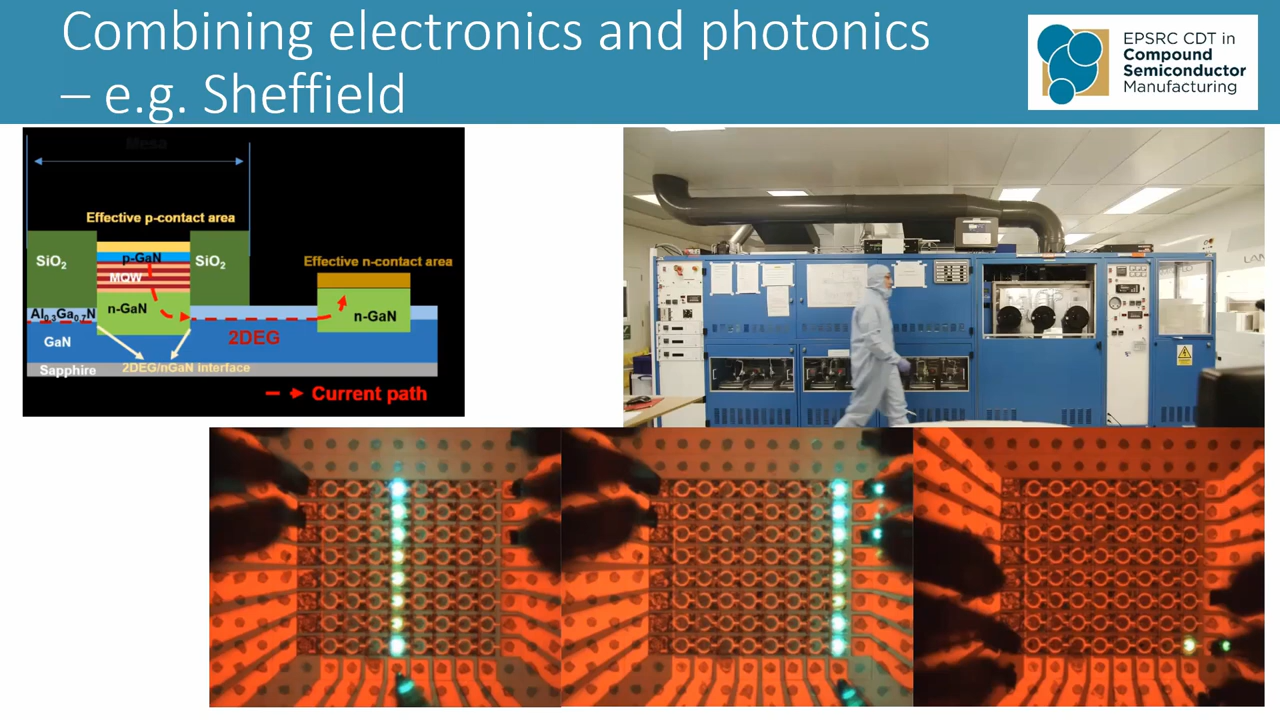 Combining electronics and photonics
– e.g. Sheffield
EPSRC CDT in
Compound
Semiconductor
Manufacturing
Mesa
Effective p-contact area
SiO₂
p-GaN
SiO₂
MQW
n-GaN
Effective n-contact area
n-GaN
Al₀.₃Ga₀.₇N
2DEG
GaN
Sapphire
2DEG/nGaN interface
Current path